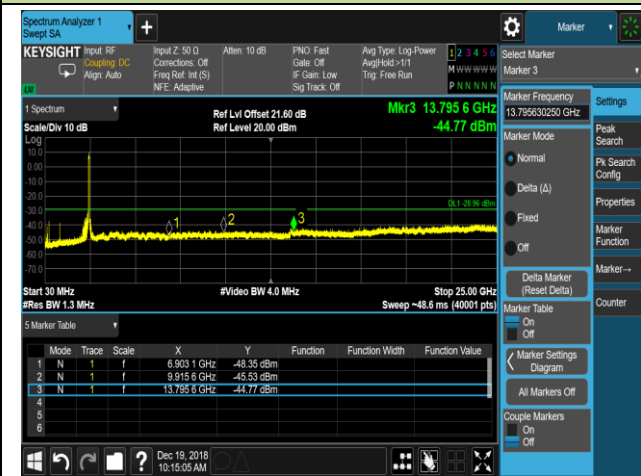 Spectrum Analyzer 1
Swept SA
+
Marker
KEYSIGHT
Input: RF
Coupling: DC
Align: Auto
Input Z: 50 Ω
Corrections: Off
Freq Ref: Int (S)
NFE: Adaptive
Atten: 10 dB
PNO: Fast
Gate: Off
IF Gain: Low
Sig Track: Off
Avg Type: Log-Power
Avg|Hold:>1/1
Trig: Free Run
1 2 3 4 5 6
M W W W W W
P N N N N N
LXI
Select Marker
Marker 3
1 Spectrum
Scale/Div 10 dB
Log
Ref Lvl Offset 21.60 dB
Ref Level 20.00 dBm
Mkr3 13.795 6 GHz
-44.77 dBm
10.0
0.00
-10.0
-20.0
-30.0
-40.0
-50.0
-60.0
-70.0
DL1 -28.96 dBm
1
2
3
Start 30 MHz
#Res BW 1.3 MHz
#Video BW 4.0 MHz
Stop 25.00 GHz
Sweep ~48.6 ms (40001 pts)
5 Marker Table
Mode Trace Scale X Y Function Function Width Function Value
1 N 1 f 6.903 1 GHz -48.35 dBm
2 N 1 f 9.915 6 GHz -45.53 dBm
3 N 1 f 13.795 6 GHz -44.77 dBm
4
5
6
Marker Frequency
13.795630250 GHz
Marker Mode
Normal
Delta (Δ)
Fixed
Off
Delta Marker
(Reset Delta)
Marker Table
On
Off
Marker Settings
Diagram
All Markers Off
Couple Markers
On
Off
Settings
Peak
Search
Pk Search
Config
Properties
Marker
Function
Marker→
Counter
?
Dec 19, 2018
10:15:05 AM